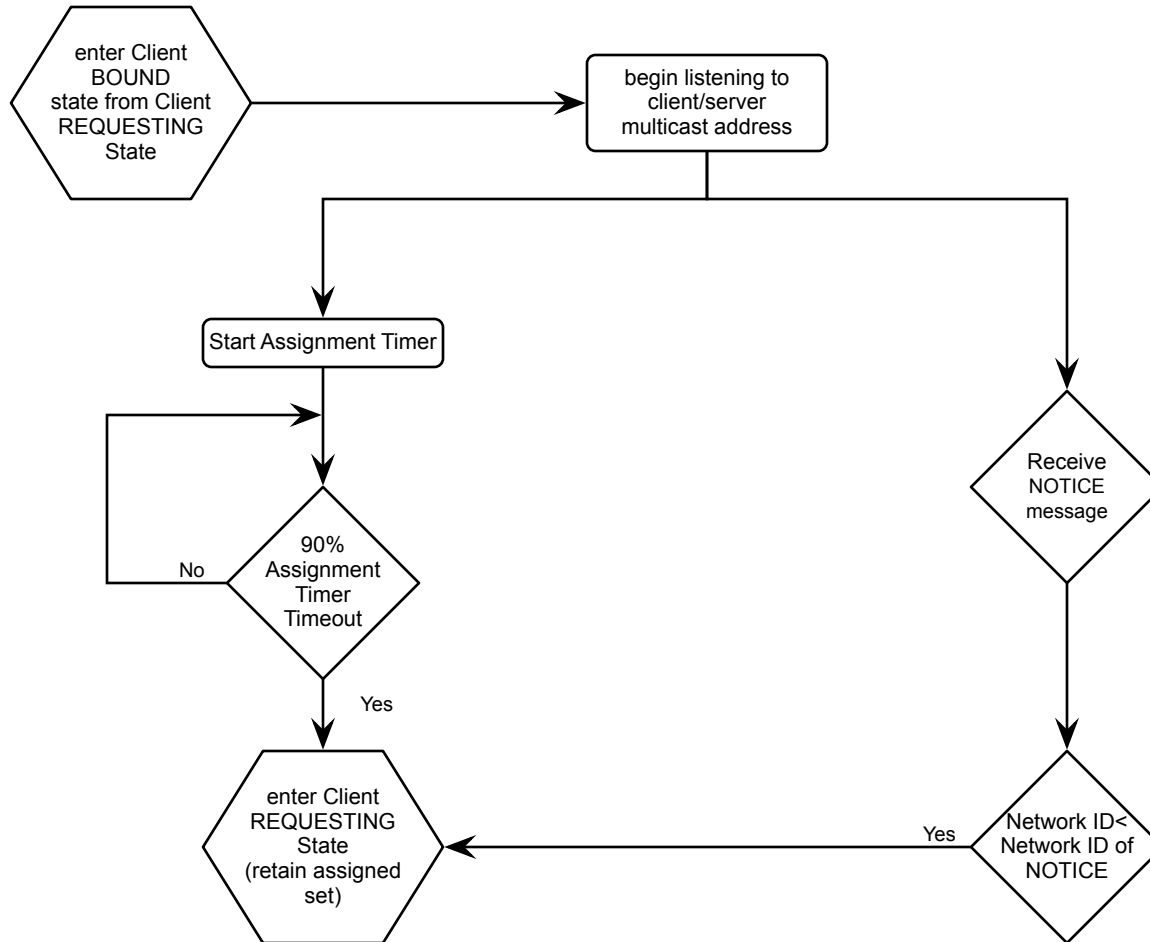 enter Client
BOUND
state from Client
REQUESTING
State
begin listening to
client/server
multicast address
Start Assignment Timer
Receive
NOTICE
message
90%
Assignment
Timer
Timeout
No
Yes
enter Client
REQUESTING
State
(retain assigned
set)
Yes
Network ID<
Network ID of
NOTICE